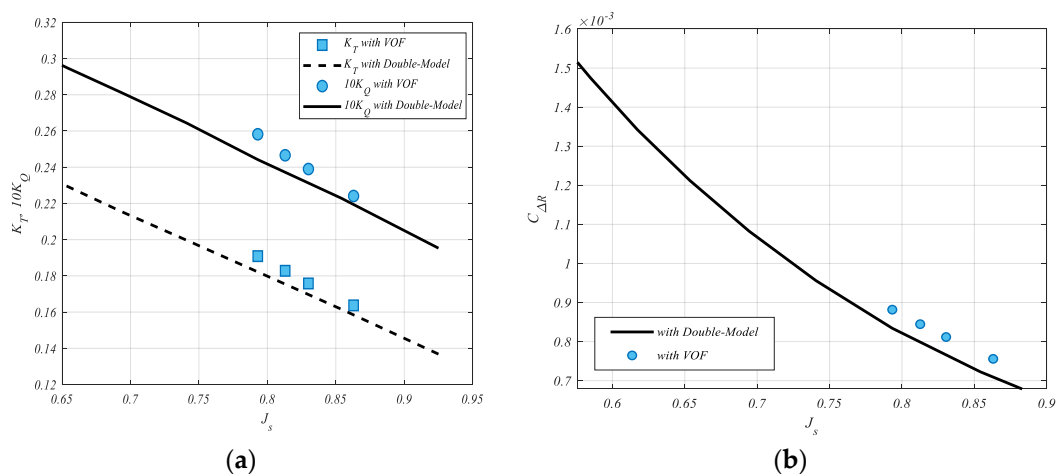 0.32
0.3
0.28
0.26
0.24
0.22
0.2
0.18
0.16
0.14
0.12
K_T, 10K_Q
0.65 0.7 0.75 0.8 0.85 0.9 0.95
J_s
K_T with VOF
K_T with Double-Model
10K_Q with VOF
10K_Q with Double-Model
(a)
×10⁻³
1.6
1.5
1.4
1.3
1.2
1.1
1
0.9
0.8
0.7
C_ΔR
0.6 0.65 0.7 0.75 0.8 0.85 0.9
J_s
with Double-Model
with VOF
(b)